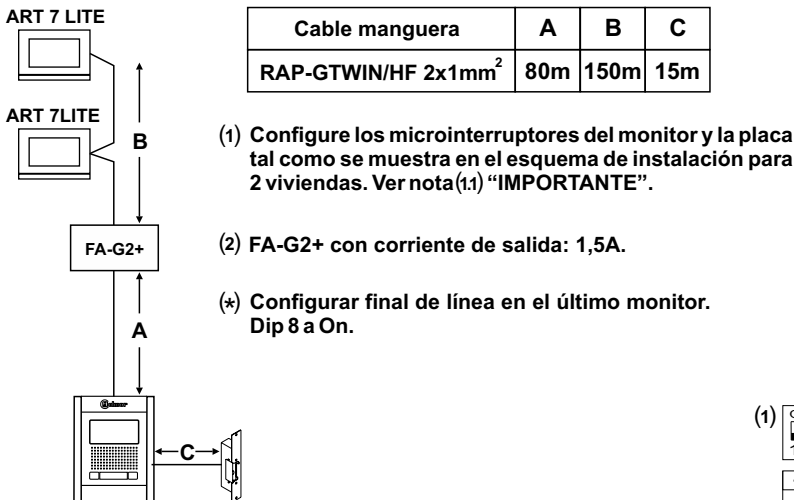 ART 7 LITE
ART 7LITE
B
FA-G2+
A
Golmar
C
Cable manguera A B C
RAP-GTWIN/HF 2x1mm² 80m 150m 15m
(1) Configure los microinterruptores del monitor y la placa
tal como se muestra en el esquema de instalación para
2 viviendas. Ver nota(1.1) “IMPORTANTE”.
(2) FA-G2+ con corriente de salida: 1,5A.
(*) Configurar final de línea en el último monitor.
Dip 8 a On.
(1)